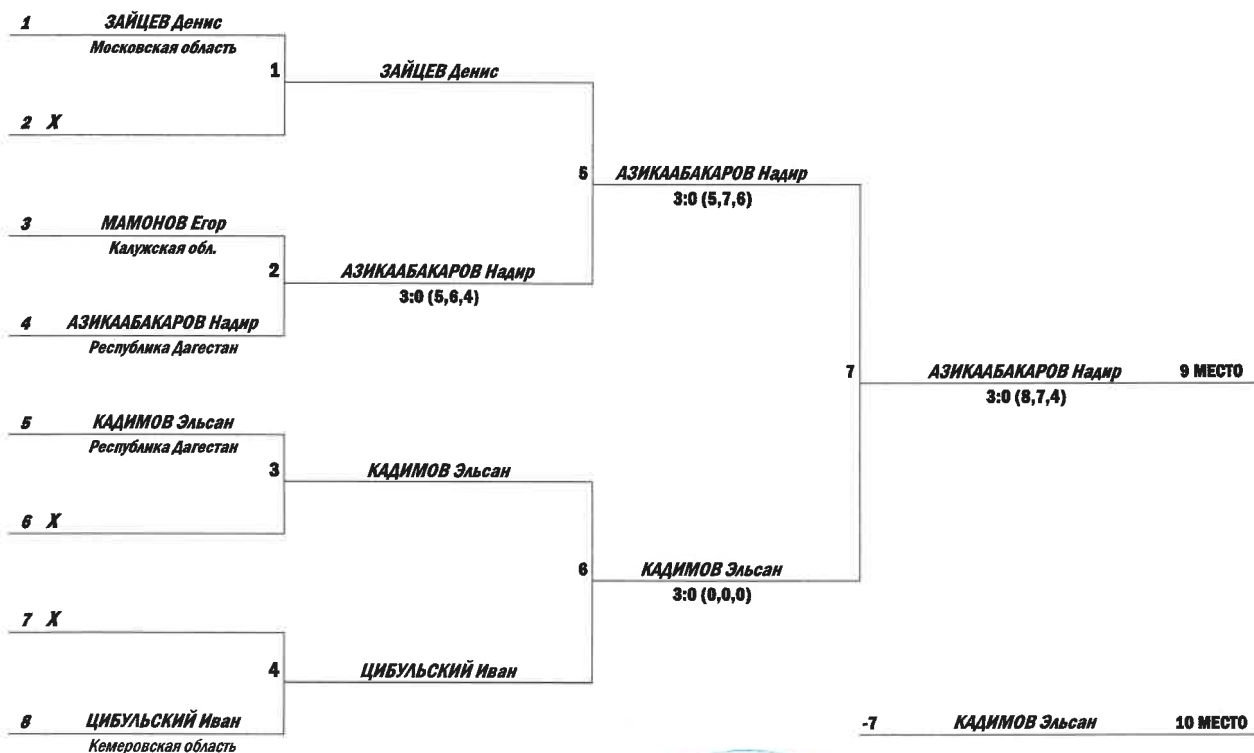 1 ЗАЙЦЕВ Денис
Московская область
1 ЗАЙЦЕВ Денис
2 X
5 АЗИКААБАКАРОВ Надир
3:0 (5,7,6)
3 МАМОНОВ Егор
Калужская обл.
2 АЗИКААБАКАРОВ Надир
3:0 (5,6,4)
4 АЗИКААБАКАРОВ Надир
Республика Дагестан
7 АЗИКААБАКАРОВ Надир 9 МЕСТО
3:0 (8,7,4)
5 КАДИМОВ Эльсан
Республика Дагестан
3 КАДИМОВ Эльсан
6 X
6 КАДИМОВ Эльсан
3:0 (0,0,0)
7 X
4 ЦИБУЛЬСКИЙ Иван
8 ЦИБУЛЬСКИЙ Иван
Кемеровская область
-7 КАДИМОВ Эльсан 10 МЕСТО